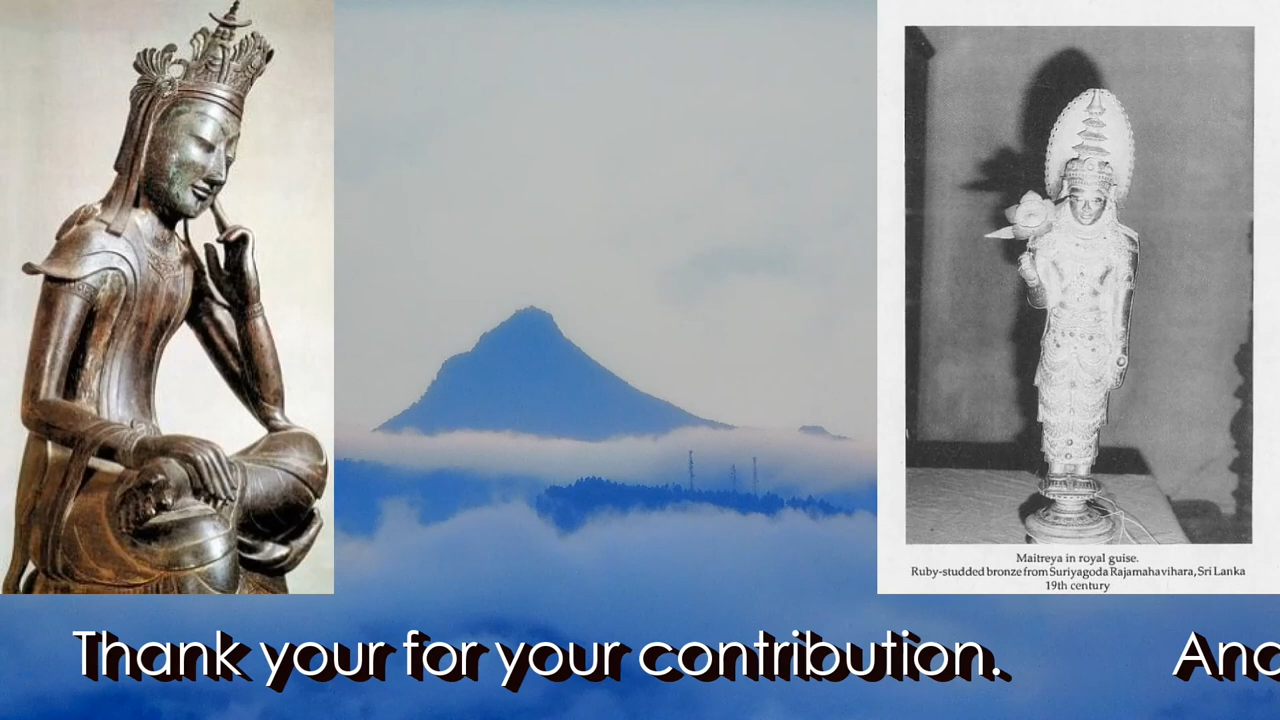 Maitreya in royal guise.
Ruby-studded bronze from Suriyagoda Rajamahavihara, Sri Lanka
19th century
Thank your for your contribution.